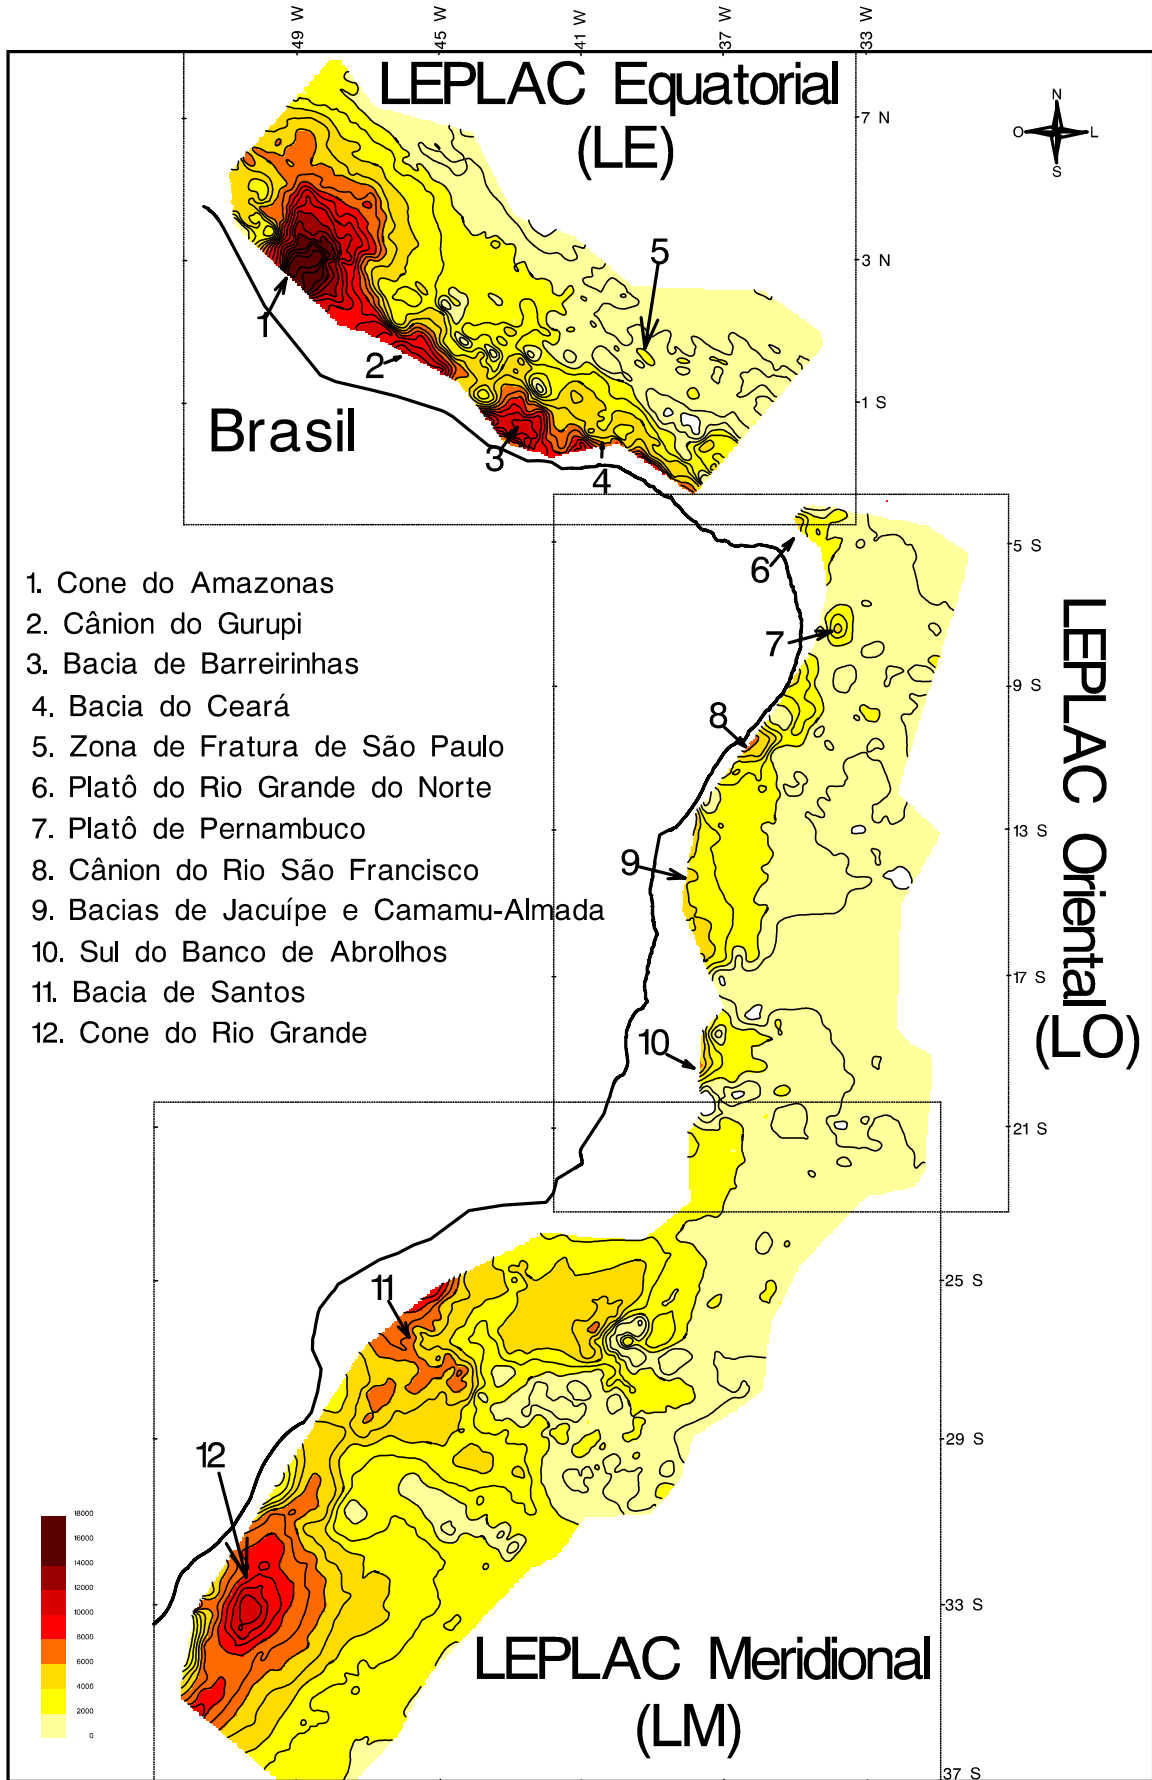 49 W
45 W
41 W
37 W
33 W
LEPLAC Equatorial
(LE)
N
O
L
S
7 N
3 N
1 S
5 S
9 S
13 S
17 S
21 S
25 S
29 S
33 S
37 S
1
2
3
4
5
Brasil
6
7
8
9
10
11
12
1. Cone do Amazonas
2. Cânion do Gurupi
3. Bacia de Barreirinhas
4. Bacia do Ceará
5. Zona de Fratura de São Paulo
6. Platô do Rio Grande do Norte
7. Platô de Pernambuco
8. Cânion do Rio São Francisco
9. Bacias de Jacuípe e Camamu-Almada
10. Sul do Banco de Abrolhos
11. Bacia de Santos
12. Cone do Rio Grande
LEPLAC Oriental
(LO)
18000
16000
14000
12000
10000
8000
6000
4000
2000
0
LEPLAC Meridional
(LM)